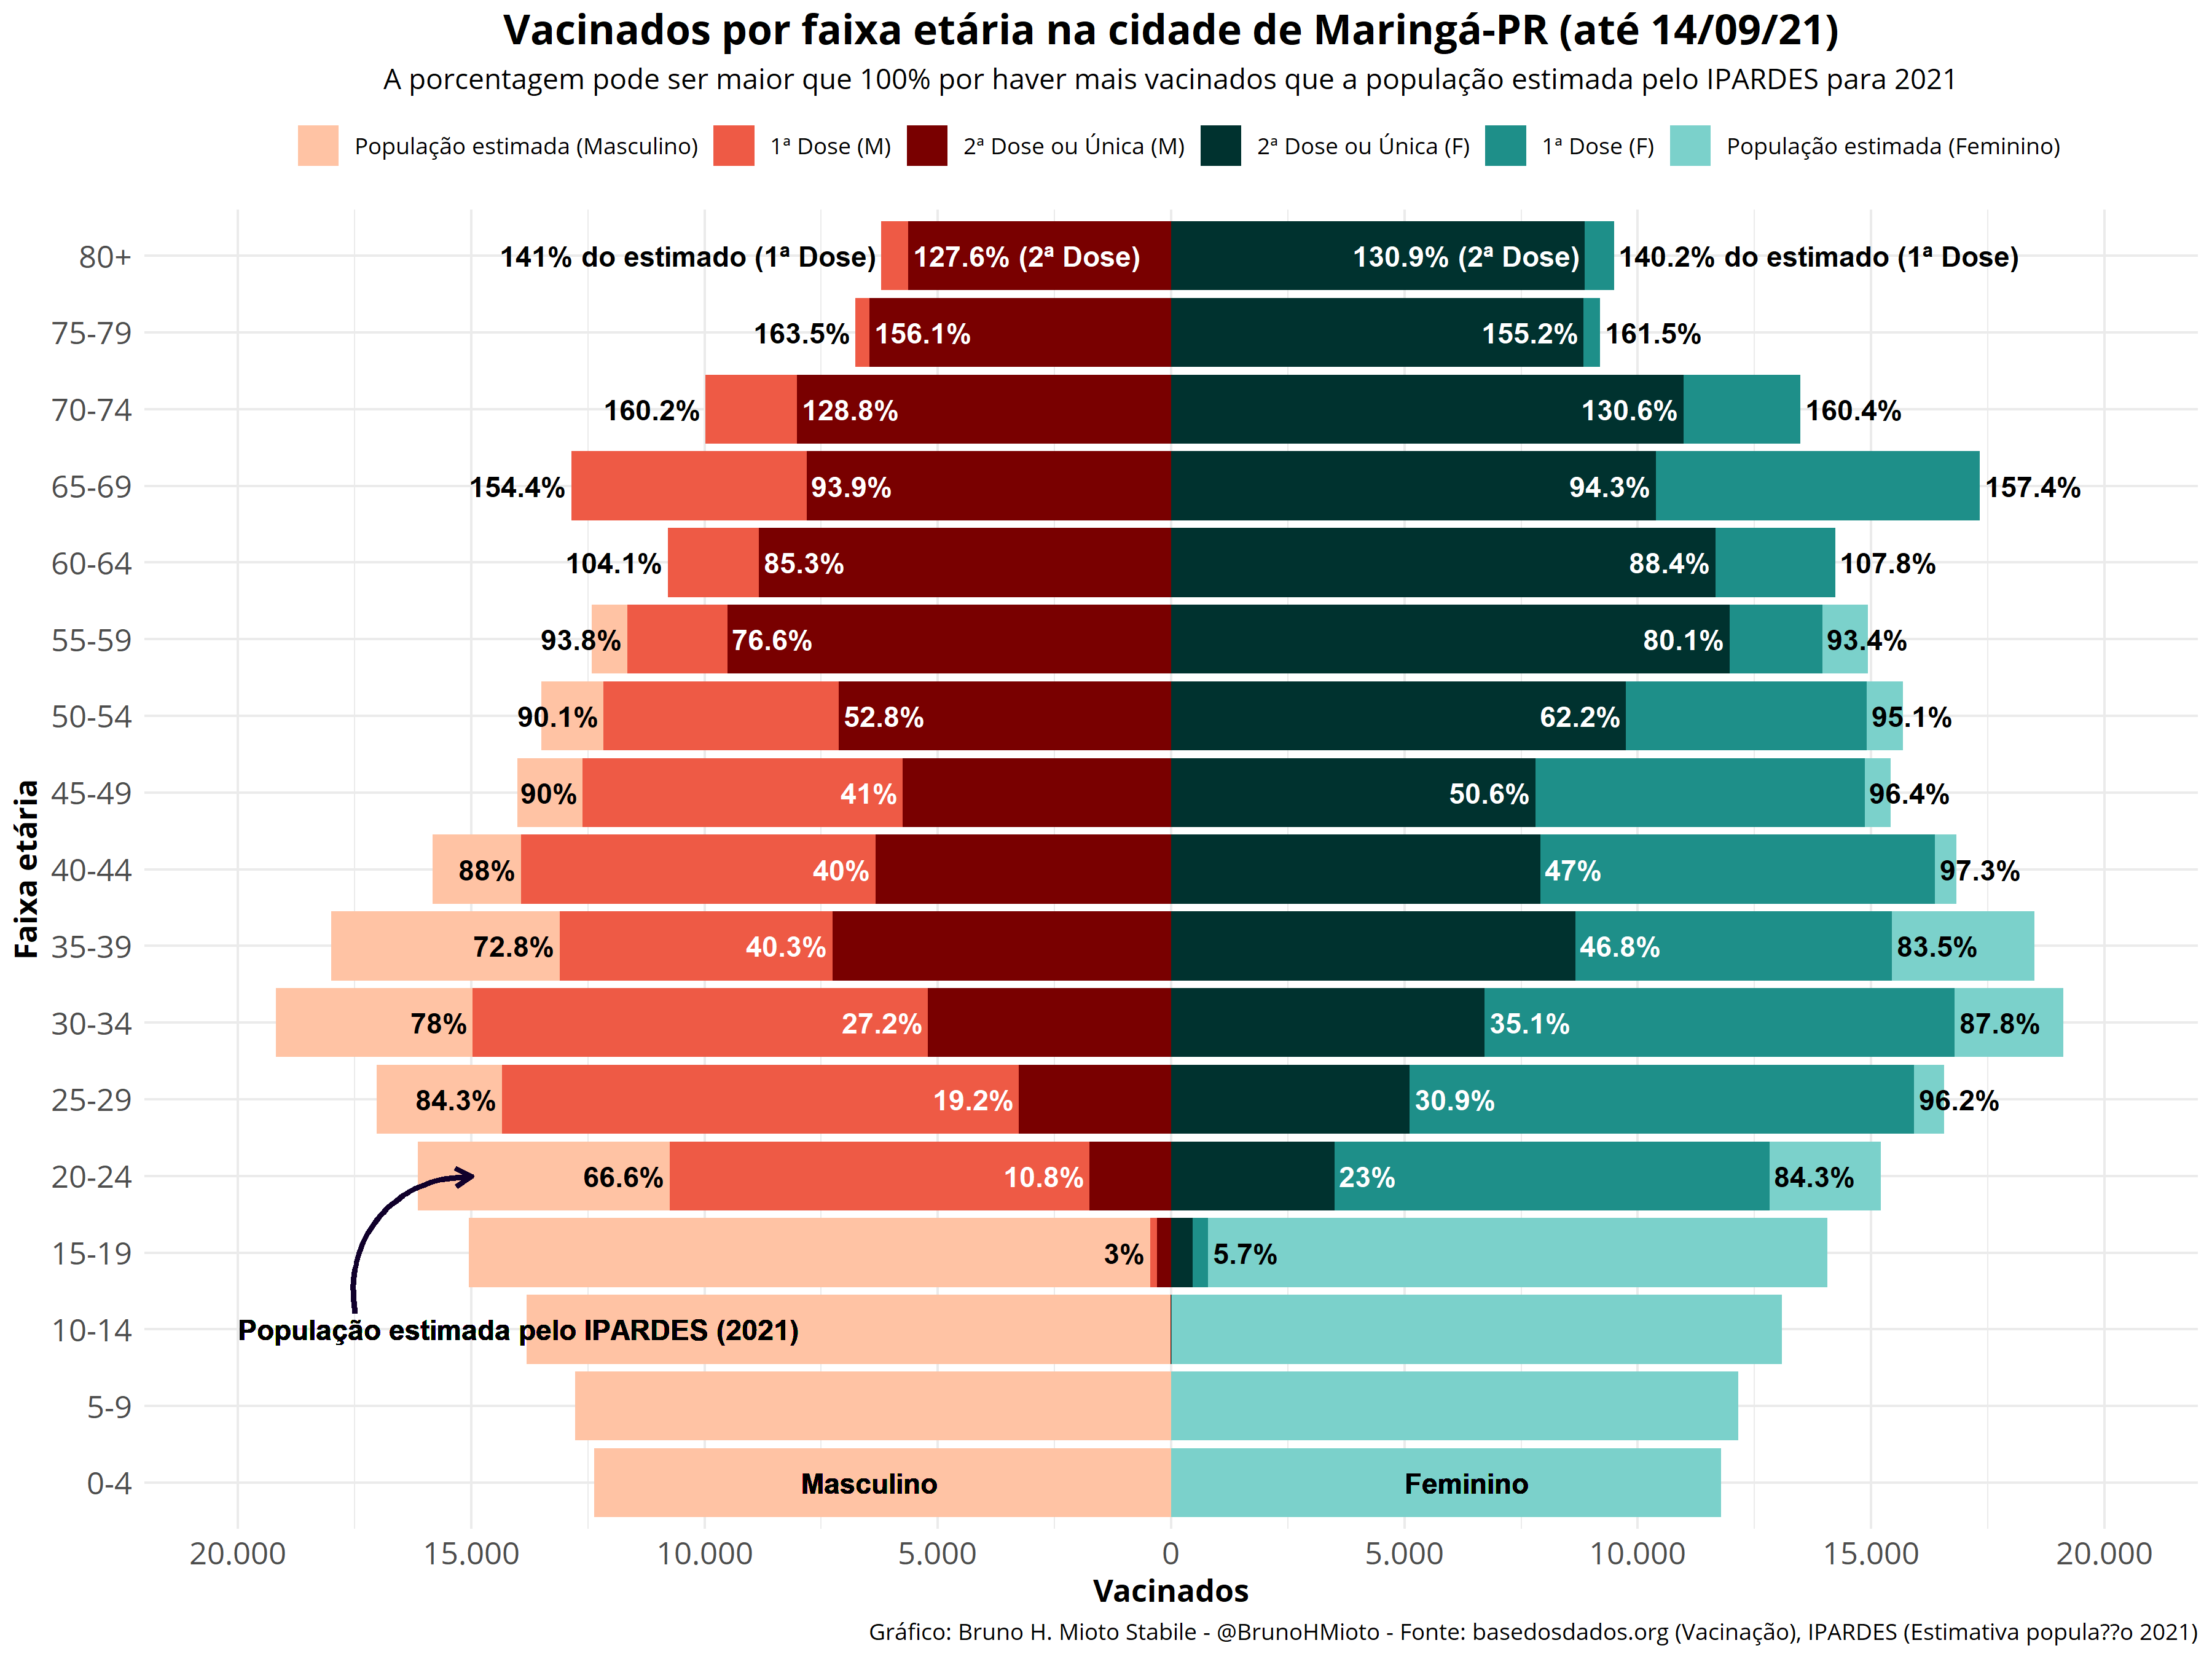 Vacinados por faixa etária na cidade de Maringá-PR (até 14/09/21)
A porcentagem pode ser maior que 100% por haver mais vacinados que a população estimada pelo IPARDES para 2021
População estimada (Masculino) 1ª Dose (M) 2ª Dose ou Única (M) 2ª Dose ou Única (F) 1ª Dose (F) População estimada (Feminino)
Faixa etária
80+ 141% do estimado (1ª Dose) 127.6% (2ª Dose) 130.9% (2ª Dose) 140.2% do estimado (1ª Dose)
75-79 163.5% 156.1% 155.2% 161.5%
70-74 160.2% 128.8% 130.6% 160.4%
65-69 154.4% 93.9% 94.3% 157.4%
60-64 104.1% 85.3% 88.4% 107.8%
55-59 93.8% 76.6% 80.1% 93.4%
50-54 90.1% 52.8% 62.2% 95.1%
45-49 90% 41% 50.6% 96.4%
40-44 88% 40% 47% 97.3%
35-39 72.8% 40.3% 46.8% 83.5%
30-34 78% 27.2% 35.1% 87.8%
25-29 84.3% 19.2% 30.9% 96.2%
20-24 66.6% 10.8% 23% 84.3%
15-19 3% 5.7%
10-14 População estimada pelo IPARDES (2021)
5-9
0-4 Masculino Feminino
20.000 15.000 10.000 5.000 0 5.000 10.000 15.000 20.000
Vacinados
Gráfico: Bruno H. Mioto Stabile - @BrunoHMioto - Fonte: basedosdados.org (Vacinação), IPARDES (Estimativa popula??o 2021)